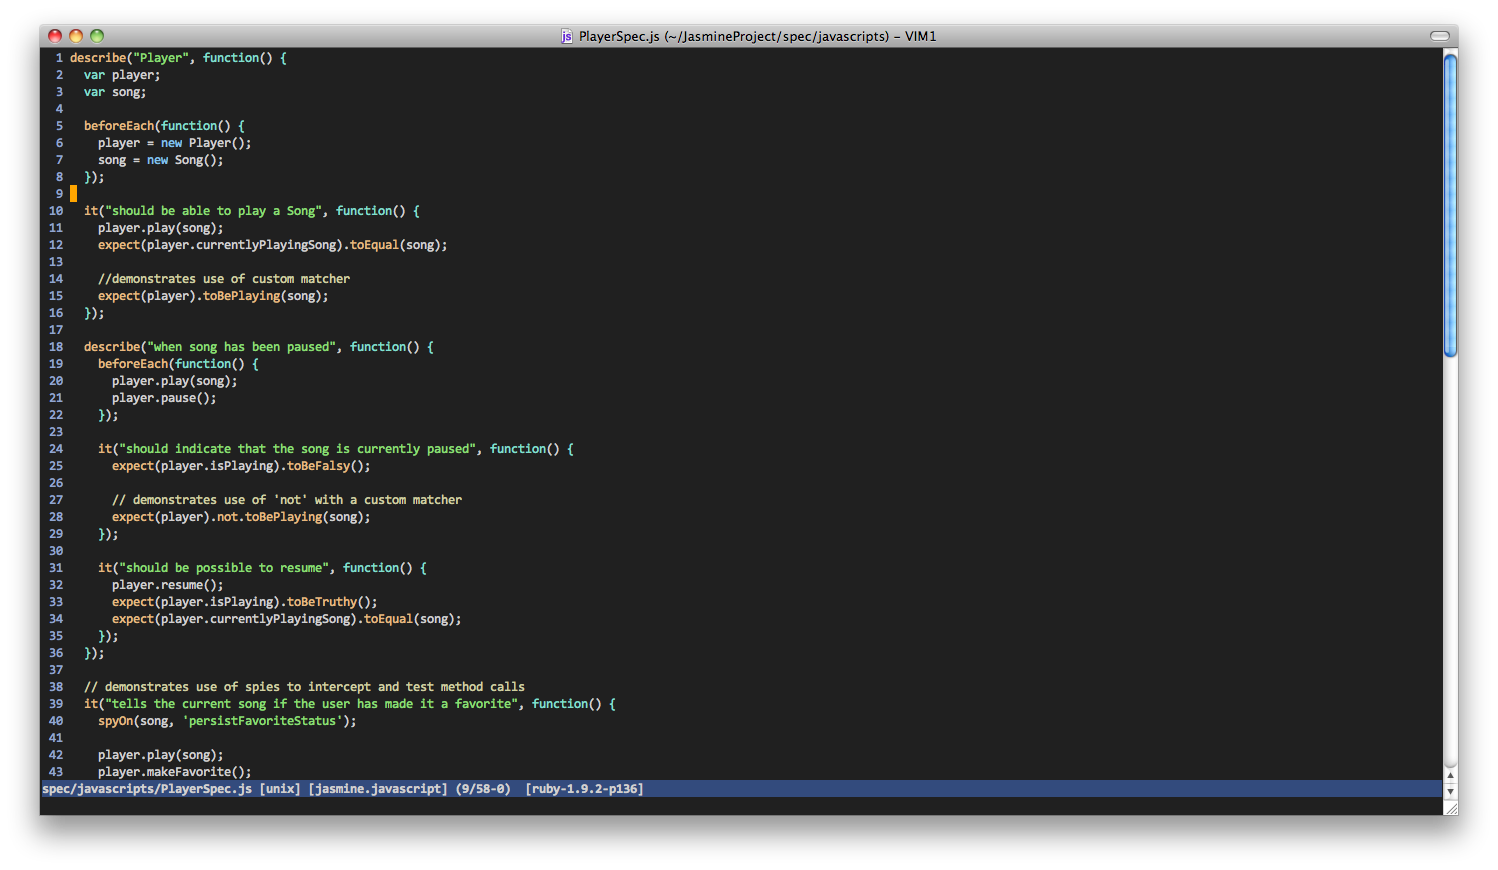 js PlayerSpec.js (~/JasmineProject/spec/javascripts) – VIM1
1 describe("Player", function() {
2   var player;
3   var song;
4
5   beforeEach(function() {
6     player = new Player();
7     song = new Song();
8   });
9
10   it("should be able to play a Song", function() {
11     player.play(song);
12     expect(player.currentlyPlayingSong).toEqual(song);
13
14     //demonstrates use of custom matcher
15     expect(player).toBePlaying(song);
16   });
17
18   describe("when song has been paused", function() {
19     beforeEach(function() {
20       player.play(song);
21       player.pause();
22     });
23
24     it("should indicate that the song is currently paused", function() {
25       expect(player.isPlaying).toBeFalsy();
26
27       // demonstrates use of 'not' with a custom matcher
28       expect(player).not.toBePlaying(song);
29     });
30
31     it("should be possible to resume", function() {
32       player.resume();
33       expect(player.isPlaying).toBeTruthy();
34       expect(player.currentlyPlayingSong).toEqual(song);
35     });
36   });
37
38   // demonstrates use of spies to intercept and test method calls
39   it("tells the current song if the user has made it a favorite", function() {
40     spyOn(song, 'persistFavoriteStatus');
41
42     player.play(song);
43     player.makeFavorite();
spec/javascripts/PlayerSpec.js [unix] [jasmine.javascript] (9/58-0)  [ruby-1.9.2-p136]